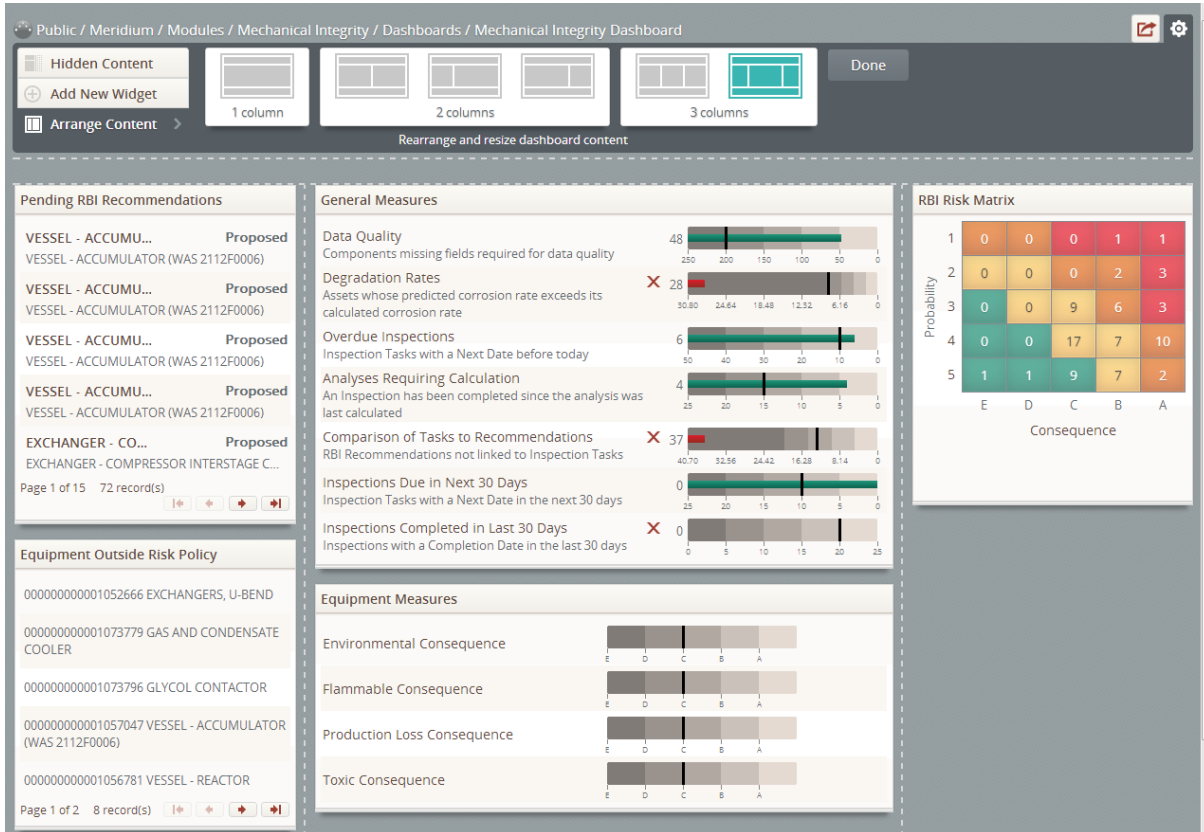 Public / Meridium / Modules / Mechanical Integrity / Dashboards / Mechanical Integrity Dashboard
Hidden Content
Add New Widget
Arrange Content
1 column
2 columns
3 columns
Done
Rearrange and resize dashboard content
Pending RBI Recommendations
VESSEL - ACCUMU... Proposed
VESSEL - ACCUMULATOR (WAS 2112F0006)
VESSEL - ACCUMU... Proposed
VESSEL - ACCUMULATOR (WAS 2112F0006)
VESSEL - ACCUMU... Proposed
VESSEL - ACCUMULATOR (WAS 2112F0006)
VESSEL - ACCUMU... Proposed
VESSEL - ACCUMULATOR (WAS 2112F0006)
EXCHANGER - CO... Proposed
EXCHANGER - COMPRESSOR INTERSTAGE C...
Page 1 of 15 72 record(s)
Equipment Outside Risk Policy
000000000001052666 EXCHANGERS, U-BEND
000000000001073779 GAS AND CONDENSATE
COOLER
000000000001073796 GLYCOL CONTACTOR
000000000001057047 VESSEL - ACCUMULATOR
(WAS 2112F0006)
000000000001056781 VESSEL - REACTOR
Page 1 of 2 8 record(s)
General Measures
Data Quality
Components missing fields required for data quality
48
250 200 150 100 50 0
Degradation Rates
Assets whose predicted corrosion rate exceeds its
calculated corrosion rate
28
30.80 24.64 18.48 12.32 6.16 0
Overdue Inspections
Inspection Tasks with a Next Date before today
6
50 40 30 20 10 0
Analyses Requiring Calculation
An Inspection has been completed since the analysis was
last calculated
4
25 20 15 10 5 0
Comparison of Tasks to Recommendations
RBI Recommendations not linked to Inspection Tasks
37
40.70 32.56 24.42 16.28 8.14 0
Inspections Due in Next 30 Days
Inspection Tasks with a Next Date in the next 30 days
0
25 20 15 10 5 0
Inspections Completed in Last 30 Days
Inspections with a Completion Date in the last 30 days
0
0 5 10 15 20 25
Equipment Measures
Environmental Consequence
E D C B A
Flammable Consequence
E D C B A
Production Loss Consequence
E D C B A
Toxic Consequence
E D C B A
RBI Risk Matrix
Probability
1 0 0 0 1 1
2 0 0 0 2 3
3 0 0 9 6 3
4 0 0 17 7 10
5 1 1 9 7 2
E D C B A
Consequence